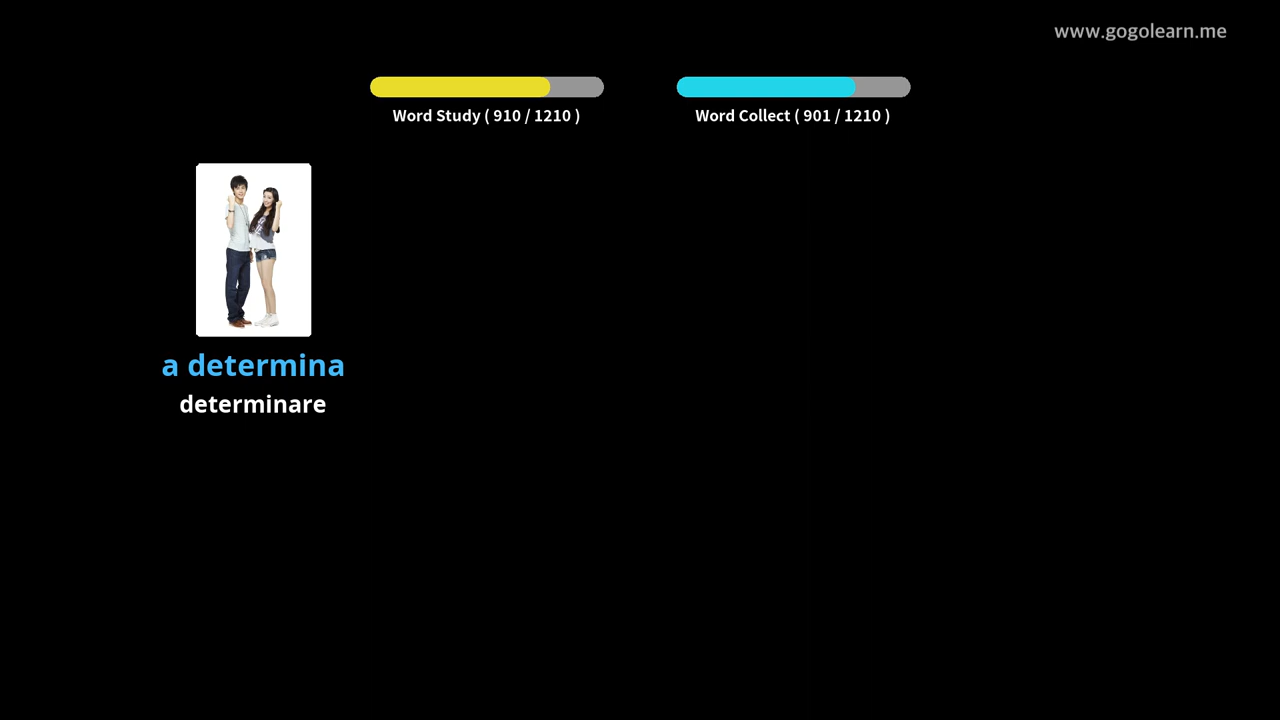 www.gogolearn.me
Word Study ( 910 / 1210 )
Word Collect ( 901 / 1210 )
a determina
determinare